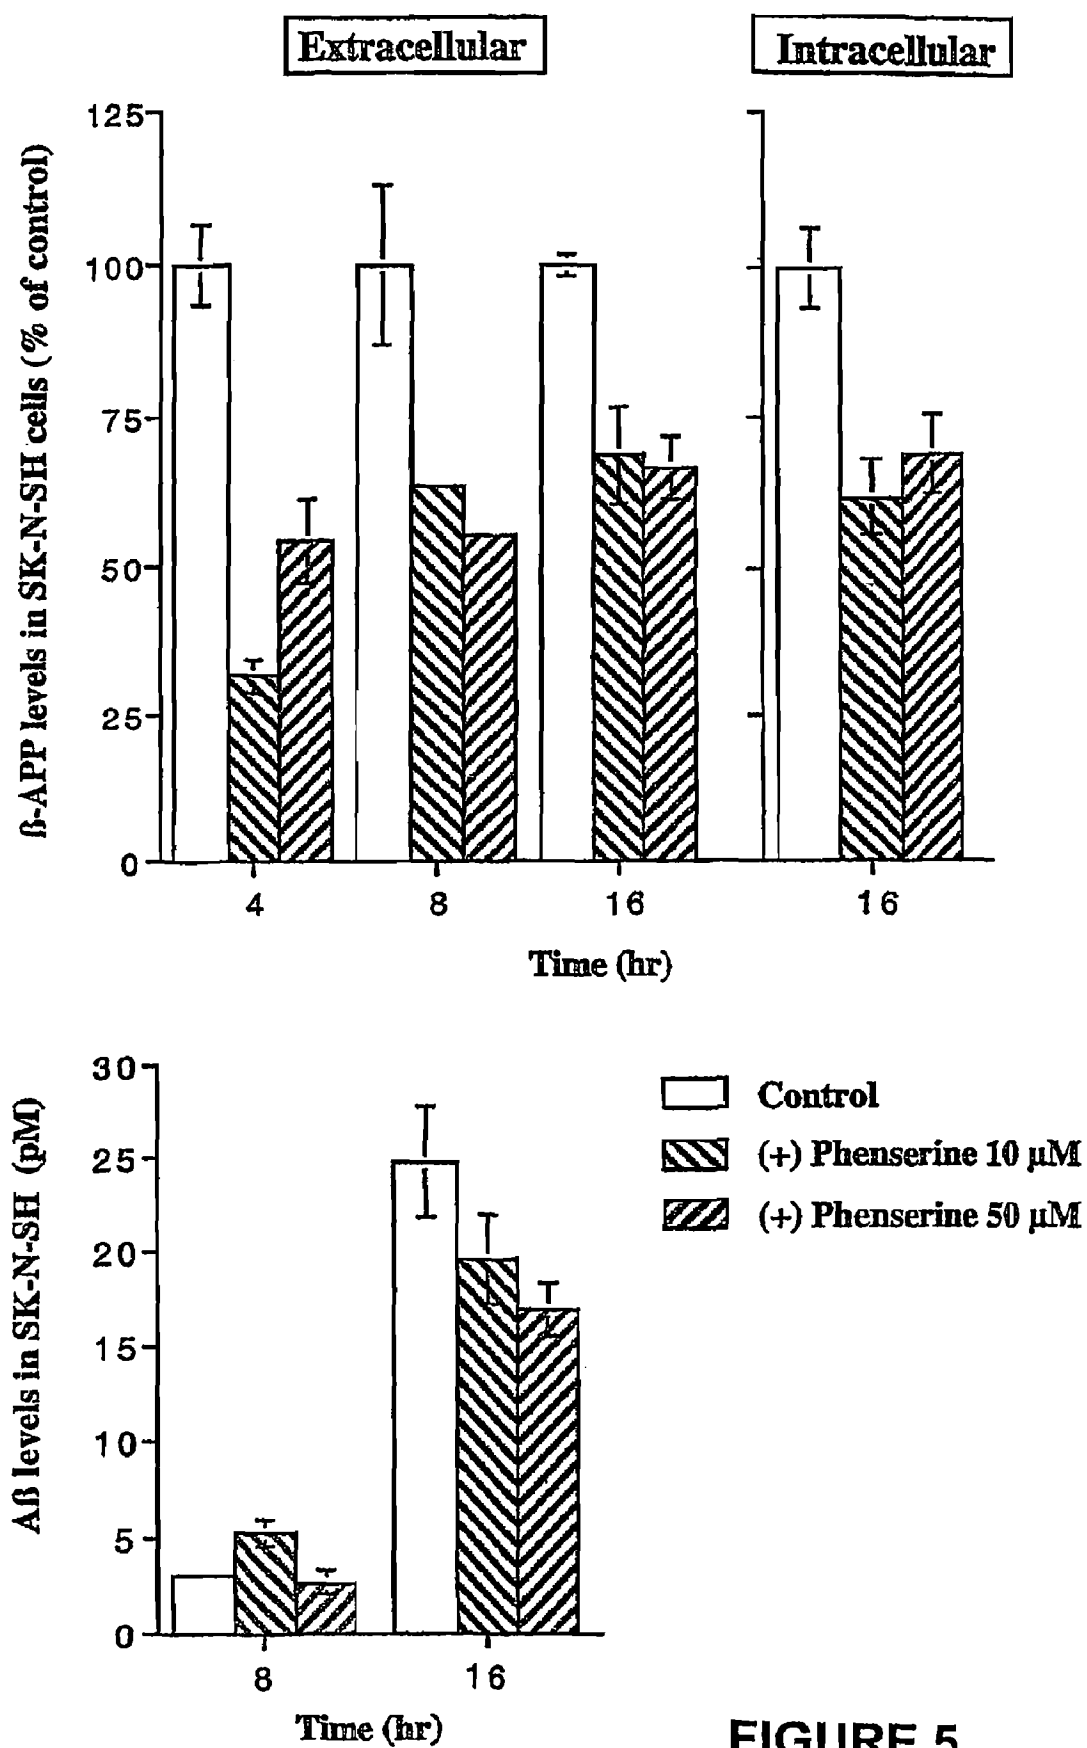 Extracellular
Intracellular
ß-APP levels in SK-N-SH cells (% of control)
125
100
75
50
25
0
4
8
16
16
Time (hr)
Aß levels in SK-N-SH (pM)
30
25
20
15
10
5
0
8
16
Time (hr)
Control
(+) Phenserine 10 µM
(+) Phenserine 50 µM
FIGURE 5